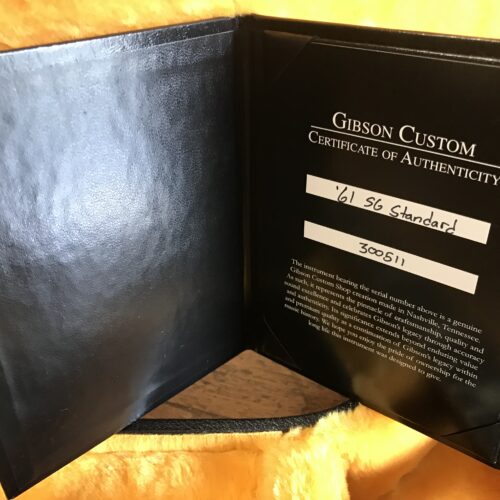 GIBSON CUSTOM
CERTIFICATE OF AUTHENTICITY
'61 SG Standard
300511
The instrument bearing the serial number above is a genuine
Gibson Custom Shop creation made in Nashville, Tennessee.
As such, it represents the pinnacle of craftsmanship, quality and
sound excellence and celebrates Gibson's legacy through accuracy
and authenticity. Its significance extends beyond enduring value
and premium quality as a continuation of Gibson's legacy within
music history. We hope you enjoy the pride of ownership for the
long life this instrument was designed to give.